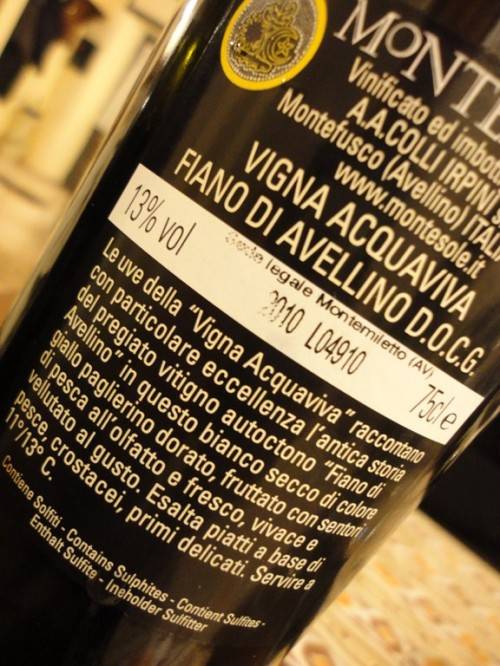 MONTE
Vinificato ed imbo
A.A.COLLI IRPIN
Montefusco (Avellino) ITAL
www.montesole.it
VIGNA ACQUAVIVA
FIANO DI AVELLINO D.O.C.G.
Sede legale Montemiletto (AV)
13% vol 2010 L04910 75cl e
Le uve della "Vigna Acquaviva" raccontano
con particolare eccellenza l'antica storia
del pregiato vitigno autoctono "Fiano di
Avellino" in questo bianco secco di colore
giallo paglierino dorato, fruttato con sentori
di pesca all'olfatto e fresco, vivace e
vellutato al gusto. Esalta piatti a base di
pesce, crostacei, primi delicati. Servire a
11°/13° C.
Contiene Solfiti - Contains Sulphites - Contient Sulfites -
Enthalt Sulfite - Ineholder Sulfitter